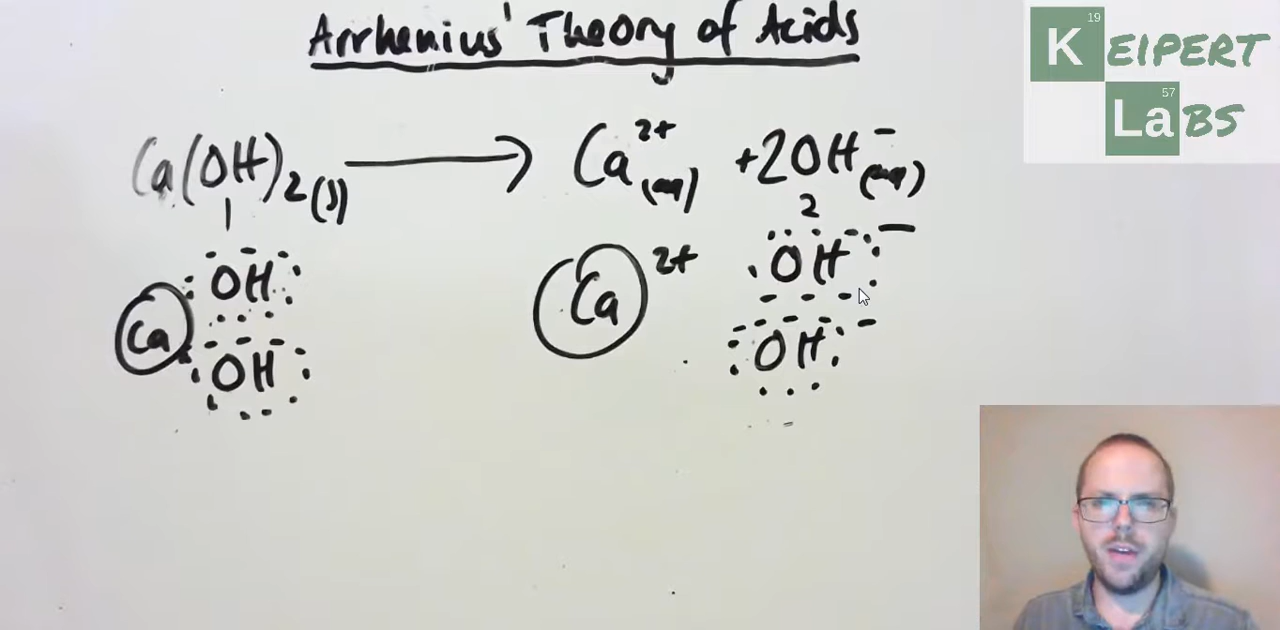 Arrhenius' Theory of Acids
19
KEIPERT
57
LaBS
Ca(OH)2(s) ⟶ Ca2+(aq) +2OH-(aq)
1
2
OH
OH -
Ca
Ca 2+
OH
OH -